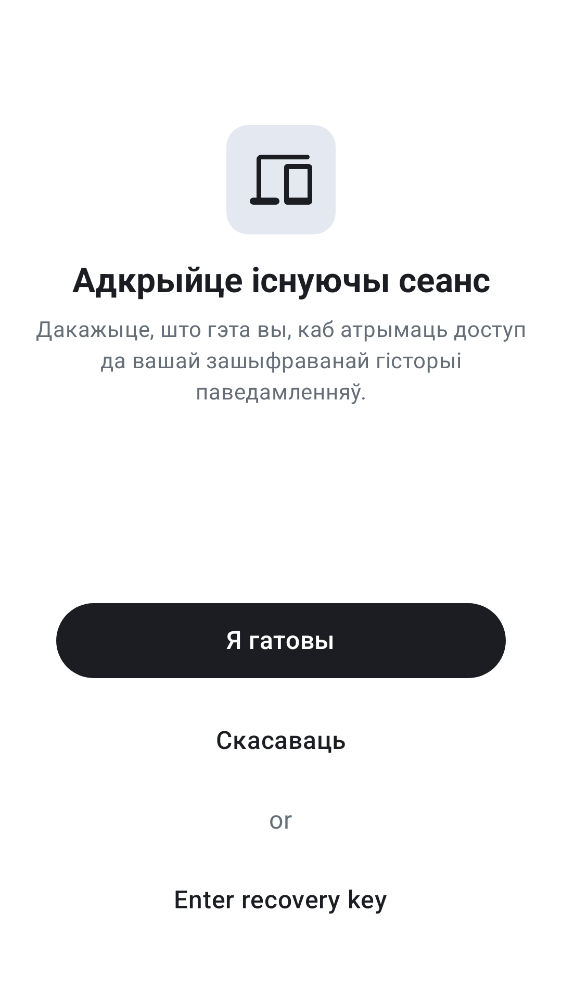 Адкрыйце існуючы сеанс
Дакажыце, што гэта вы, каб атрымаць доступ
да вашай зашыфраванай гісторыі
паведамленняў.
Я гатовы
Скасаваць
or
Enter recovery key